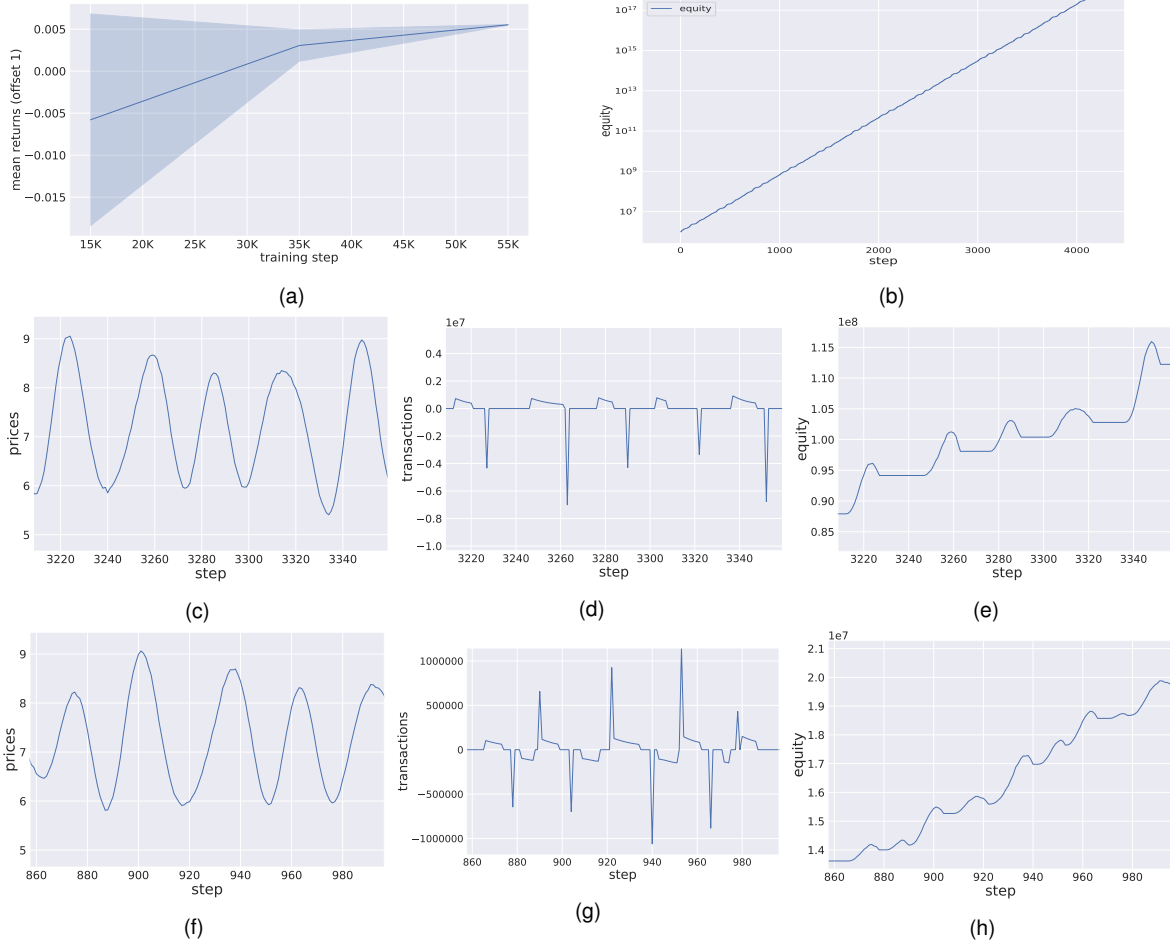 0.005
0.000
−0.005
−0.010
−0.015
mean returns (offset 1)
15K 20K 25K 30K 35K 40K 45K 50K 55K
training step
(a)
equity
10^17
10^15
10^13
10^11
10^9
10^7
equity
0 1000 2000 3000 4000
step
(b)
9
8
7
6
5
prices
3220 3240 3260 3280 3300 3320 3340
step
(c)
1e7
0.4
0.2
0.0
−0.2
−0.4
−0.6
−0.8
−1.0
transactions
3220 3240 3260 3280 3300 3320 3340
step
(d)
1e8
1.15
1.10
1.05
1.00
0.95
0.90
0.85
equity
3220 3240 3260 3280 3300 3320 3340
step
(e)
9
8
7
6
5
prices
860 880 900 920 940 960 980
step
(f)
1000000
500000
0
−500000
−1000000
transactions
860 880 900 920 940 960 980
step
(g)
1e7
2.1
2.0
1.9
1.8
1.7
1.6
1.5
1.4
equity
860 880 900 920 940 960 980
step
(h)